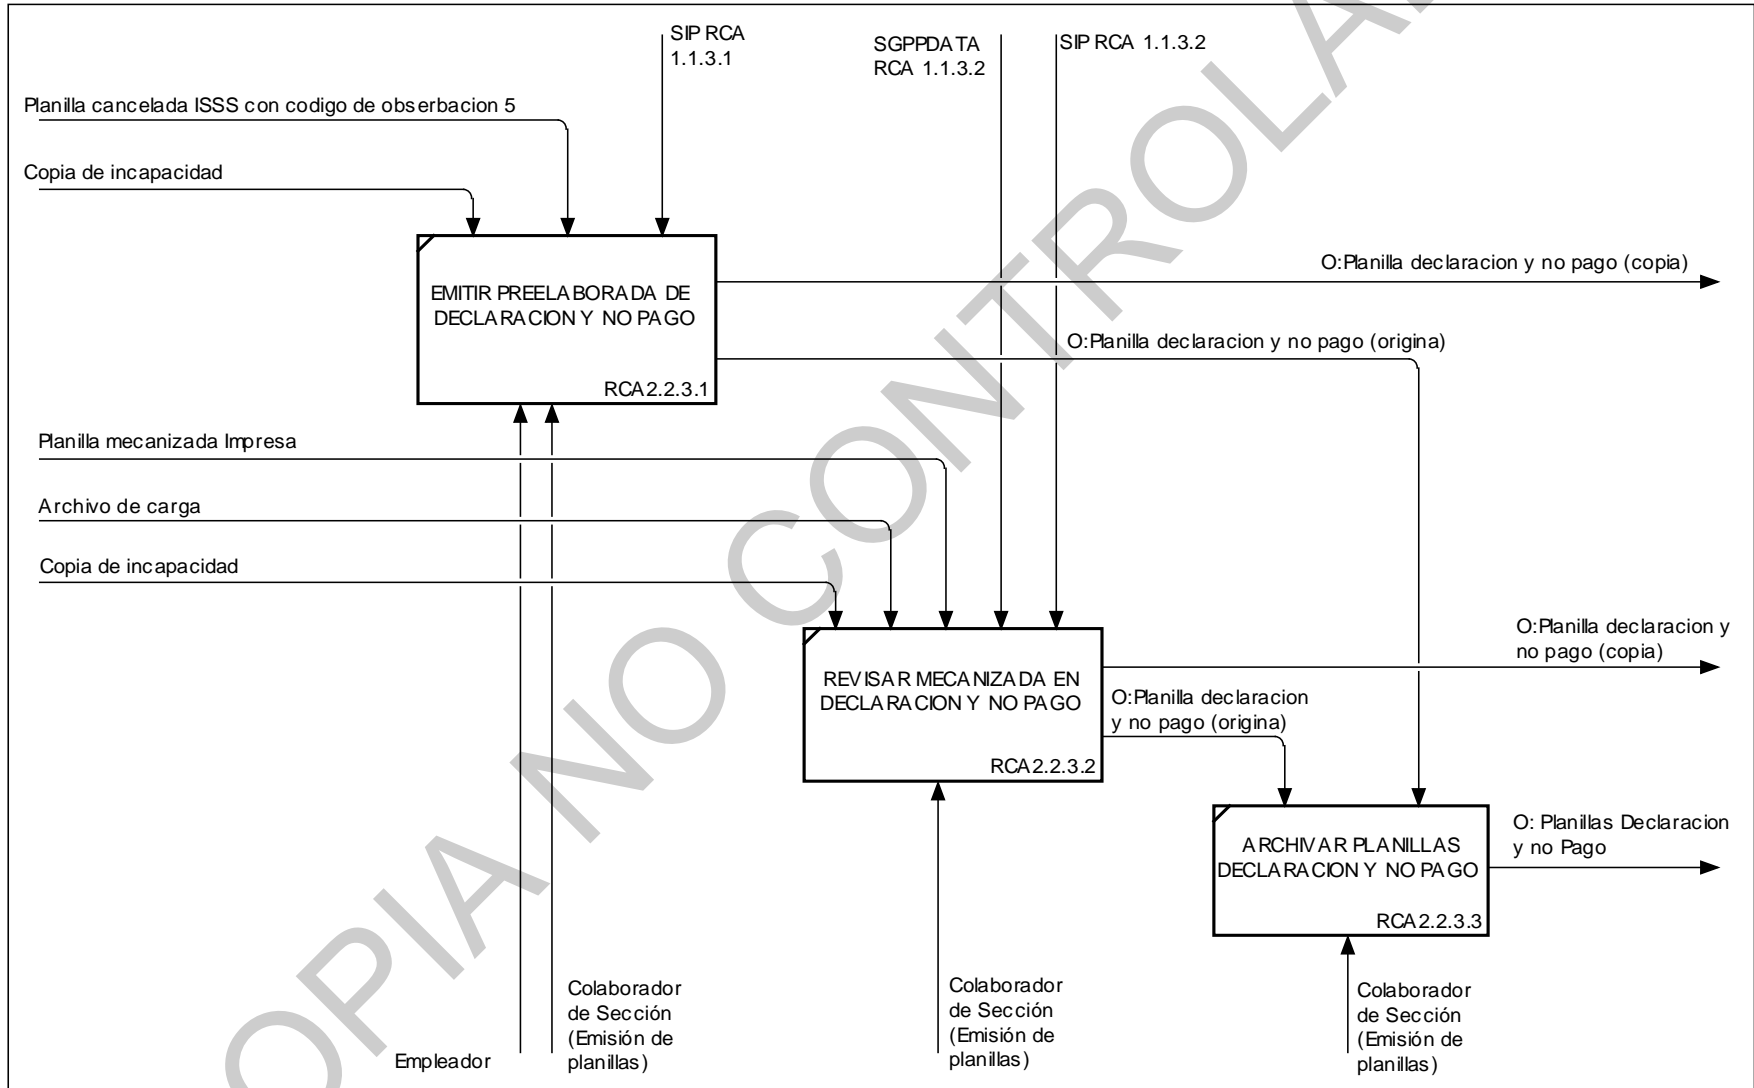 SIP RCA
1.1.3.1
SGPPDATA
RCA 1.1.3.2
SIP RCA 1.1.3.2
Planilla cancelada ISSS con codigo de obserbacion 5
Copia de incapacidad
EMITIR PREELABORADA DE
DECLARACION Y NO PAGO
RCA2.2.3.1
O:Planilla declaracion y no pago (copia)
O:Planilla declaracion y no pago (origina)
Planilla mecanizada Impresa
Archivo de carga
Copia de incapacidad
REVISAR MECANIZADA EN
DECLARACION Y NO PAGO
RCA2.2.3.2
O:Planilla declaracion y
no pago (copia)
O:Planilla declaracion
y no pago (origina)
ARCHIVAR PLANILLAS
DECLARACION Y NO PAGO
RCA2.2.3.3
O: Planillas Declaracion
y no Pago
Empleador
Colaborador
de Sección
(Emisión de
planillas)
Colaborador
de Sección
(Emisión de
planillas)
Colaborador
de Sección
(Emisión de
planillas)
OPIA NO CONTROLA